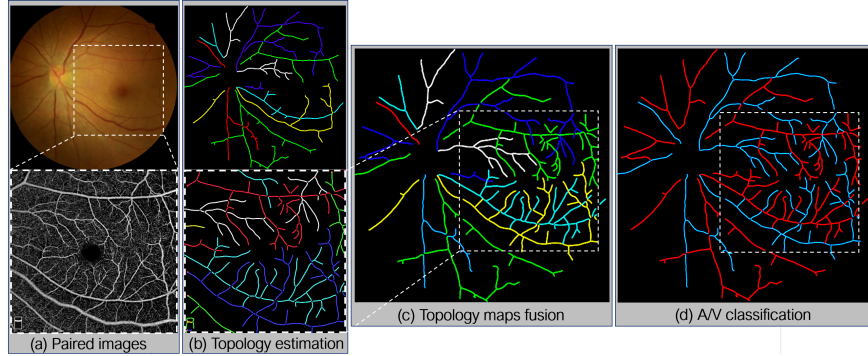 (a) Paired images
(b) Topology estimation
(c) Topology maps fusion
(d) A/V classification